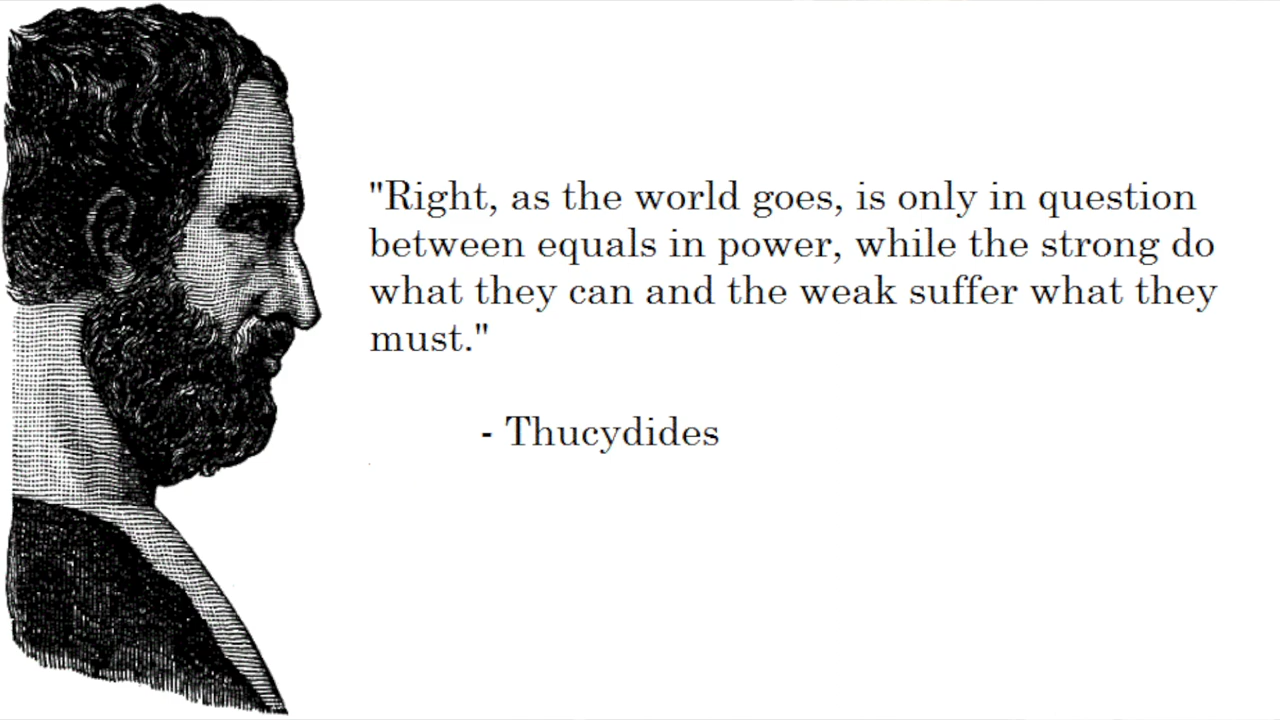 "Right, as the world goes, is only in question
between equals in power, while the strong do
what they can and the weak suffer what they
must."
- Thucydides